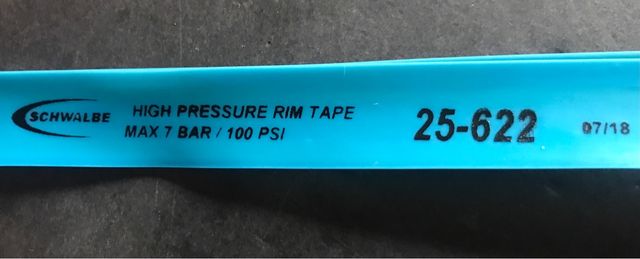 SCHWALBE
HIGH PRESSURE RIM TAPE
MAX 7 BAR / 100 PSI
25-622
07/18